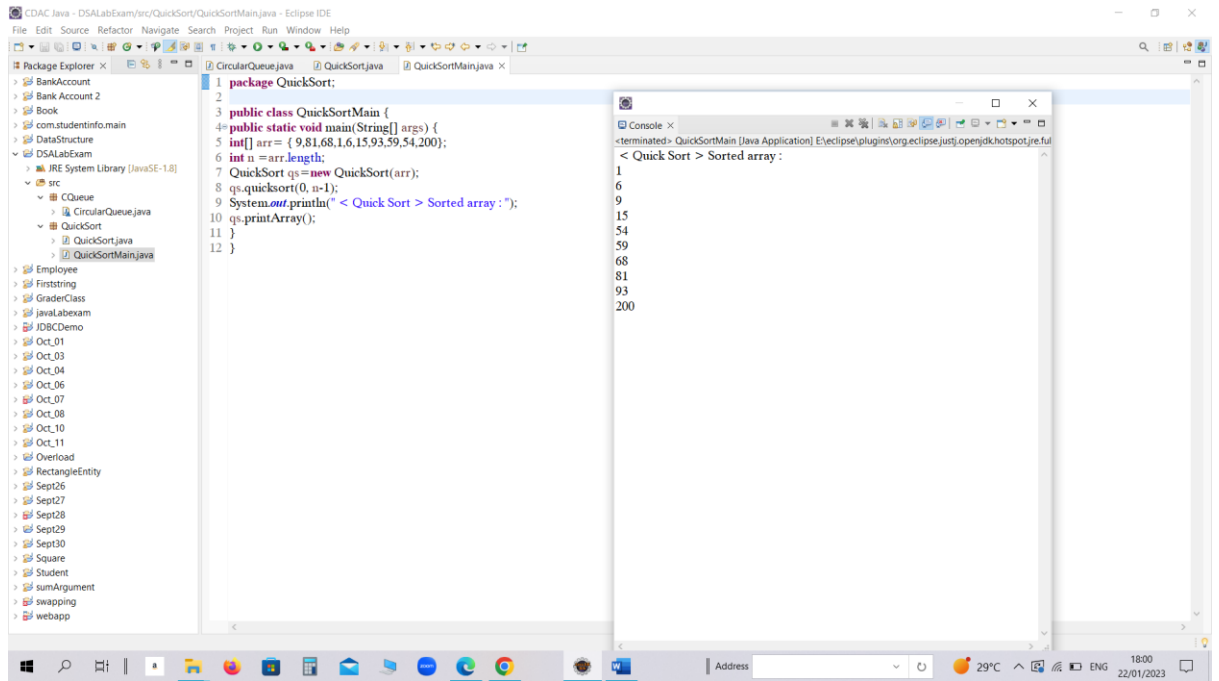 CDAC Java - DSALabExam/src/QuickSort/QuickSortMain.java - Eclipse IDE
File Edit Source Refactor Navigate Search Project Run Window Help
Package Explorer
BankAccount
Bank Account 2
Book
com.studentinfo.main
DataStructure
DSALabExam
JRE System Library [JavaSE-1.8]
src
CQueue
CircularQueue.java
QuickSort
QuickSort.java
QuickSortMain.java
Employee
Firststring
GraderClass
javaLabexam
JDBCDemo
Oct_01
Oct_03
Oct_04
Oct_06
Oct_07
Oct_08
Oct_10
Oct_11
Overload
RectangleEntity
Sept26
Sept27
Sept28
Sept29
Sept30
Square
Student
sumArgument
swapping
webapp
CircularQueue.java QuickSort.java QuickSortMain.java
1 package QuickSort;
2
3 public class QuickSortMain {
4 public static void main(String[] args) {
5 int[] arr= { 9,81,68,1,6,15,93,59,54,200};
6 int n =arr.length;
7 QuickSort qs=new QuickSort(arr);
8 qs.quicksort(0, n-1);
9 System.out.println(" < Quick Sort > Sorted array : ");
10 qs.printArray();
11 }
12 }
Console
<terminated> QuickSortMain [Java Application] E:\eclipse\plugins\org.eclipse.justj.openjdk.hotspot.jre.ful
< Quick Sort > Sorted array :
1
6
9
15
54
59
68
81
93
200
a
zoom
W
Address
29°C
ENG
18:00
22/01/2023